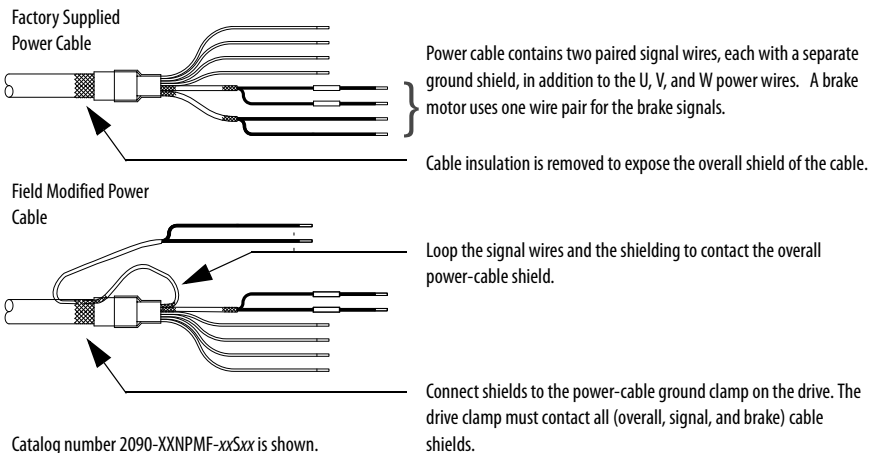 Factory Supplied
Power Cable
Power cable contains two paired signal wires, each with a separate
ground shield, in addition to the U, V, and W power wires. A brake
motor uses one wire pair for the brake signals.
Cable insulation is removed to expose the overall shield of the cable.
Field Modified Power
Cable
Loop the signal wires and the shielding to contact the overall
power-cable shield.
Connect shields to the power-cable ground clamp on the drive. The
drive clamp must contact all (overall, signal, and brake) cable
shields.
Catalog number 2090-XXNPMF-xxSxx is shown.